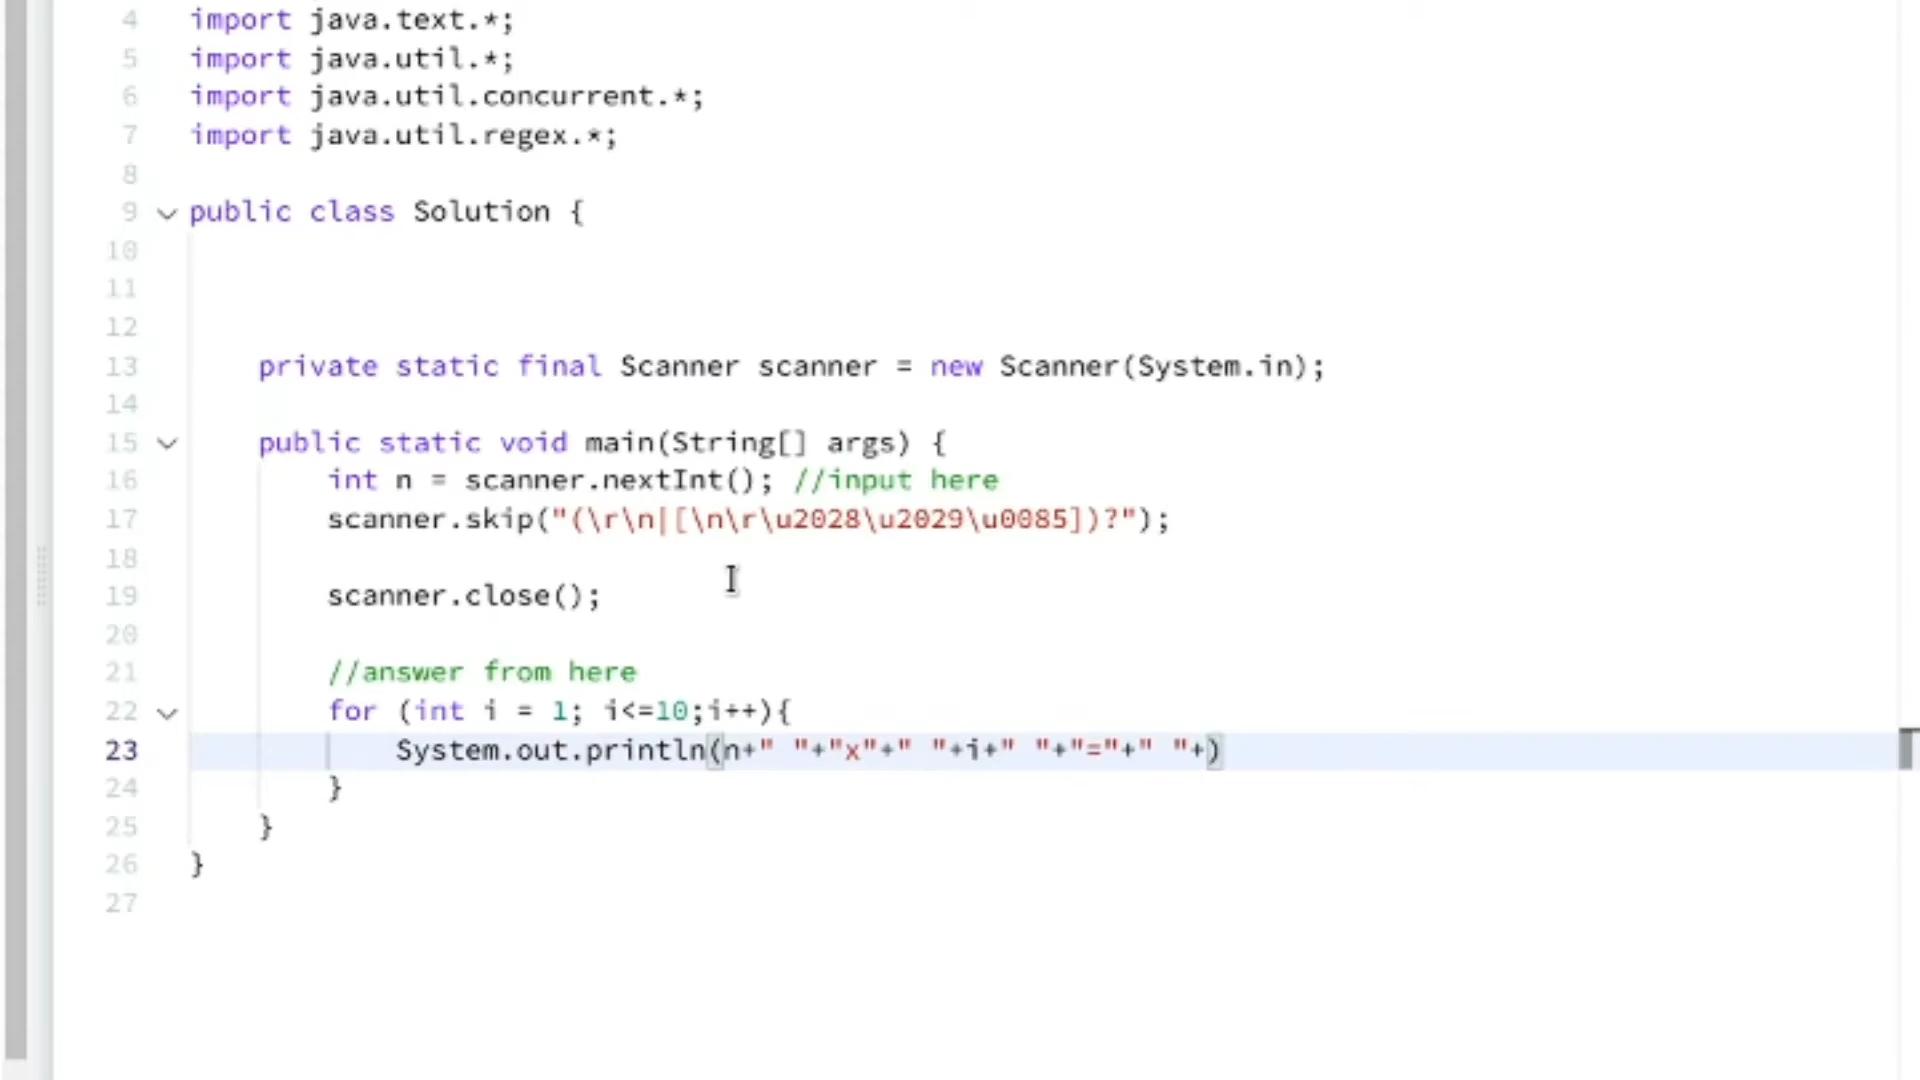 4 import java.text.*;
5 import java.util.*;
6 import java.util.concurrent.*;
7 import java.util.regex.*;
8
9 public class Solution {
10
11
12
13 private static final Scanner scanner = new Scanner(System.in);
14
15 public static void main(String[] args) {
16 int n = scanner.nextInt(); //input here
17 scanner.skip("(\r\n|[\n\r\u2028\u2029\u0085])?");
18
19 scanner.close();
20
21 //answer from here
22 for (int i = 1; i<=10;i++){
23 System.out.println(n+" "+"x"+" "+i+" "+"="+" "+)
24 }
25 }
26 }
27